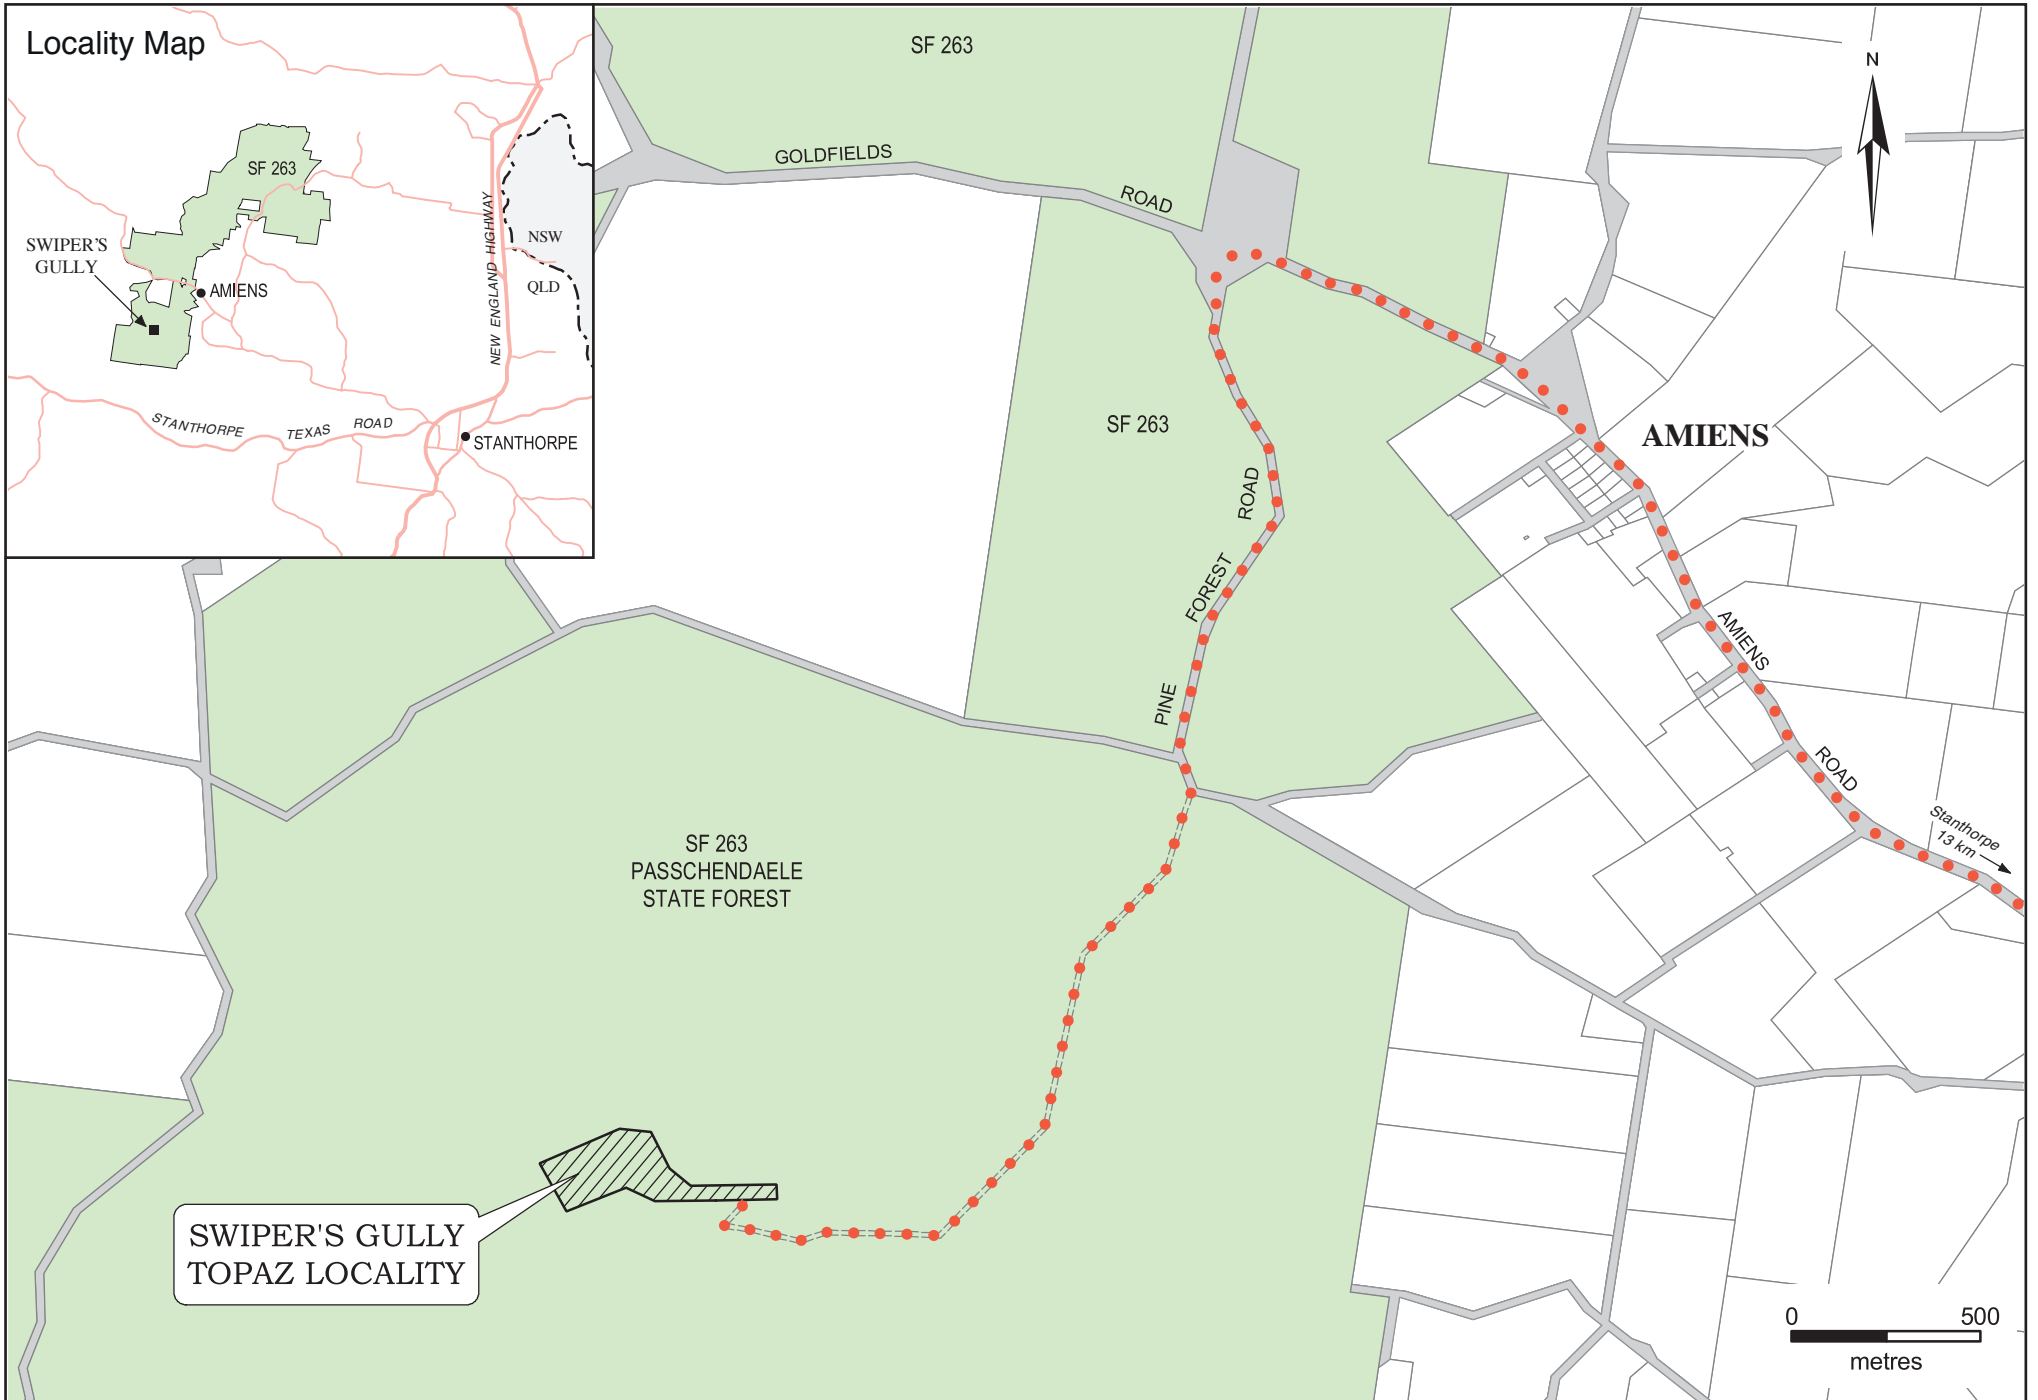 Locality Map
SF 263
SWIPER'S
GULLY
AMIENS
NEW ENGLAND HIGHWAY
NSW
QLD
STANTHORPE TEXAS ROAD
STANTHORPE
SF 263
GOLDFIELDS ROAD
N
SF 263
AMIENS
PINE FOREST ROAD
AMIENS ROAD
Stanthorpe
13 km
SF 263
PASSCHENDAELE
STATE FOREST
SWIPER'S GULLY
TOPAZ LOCALITY
0 500
metres